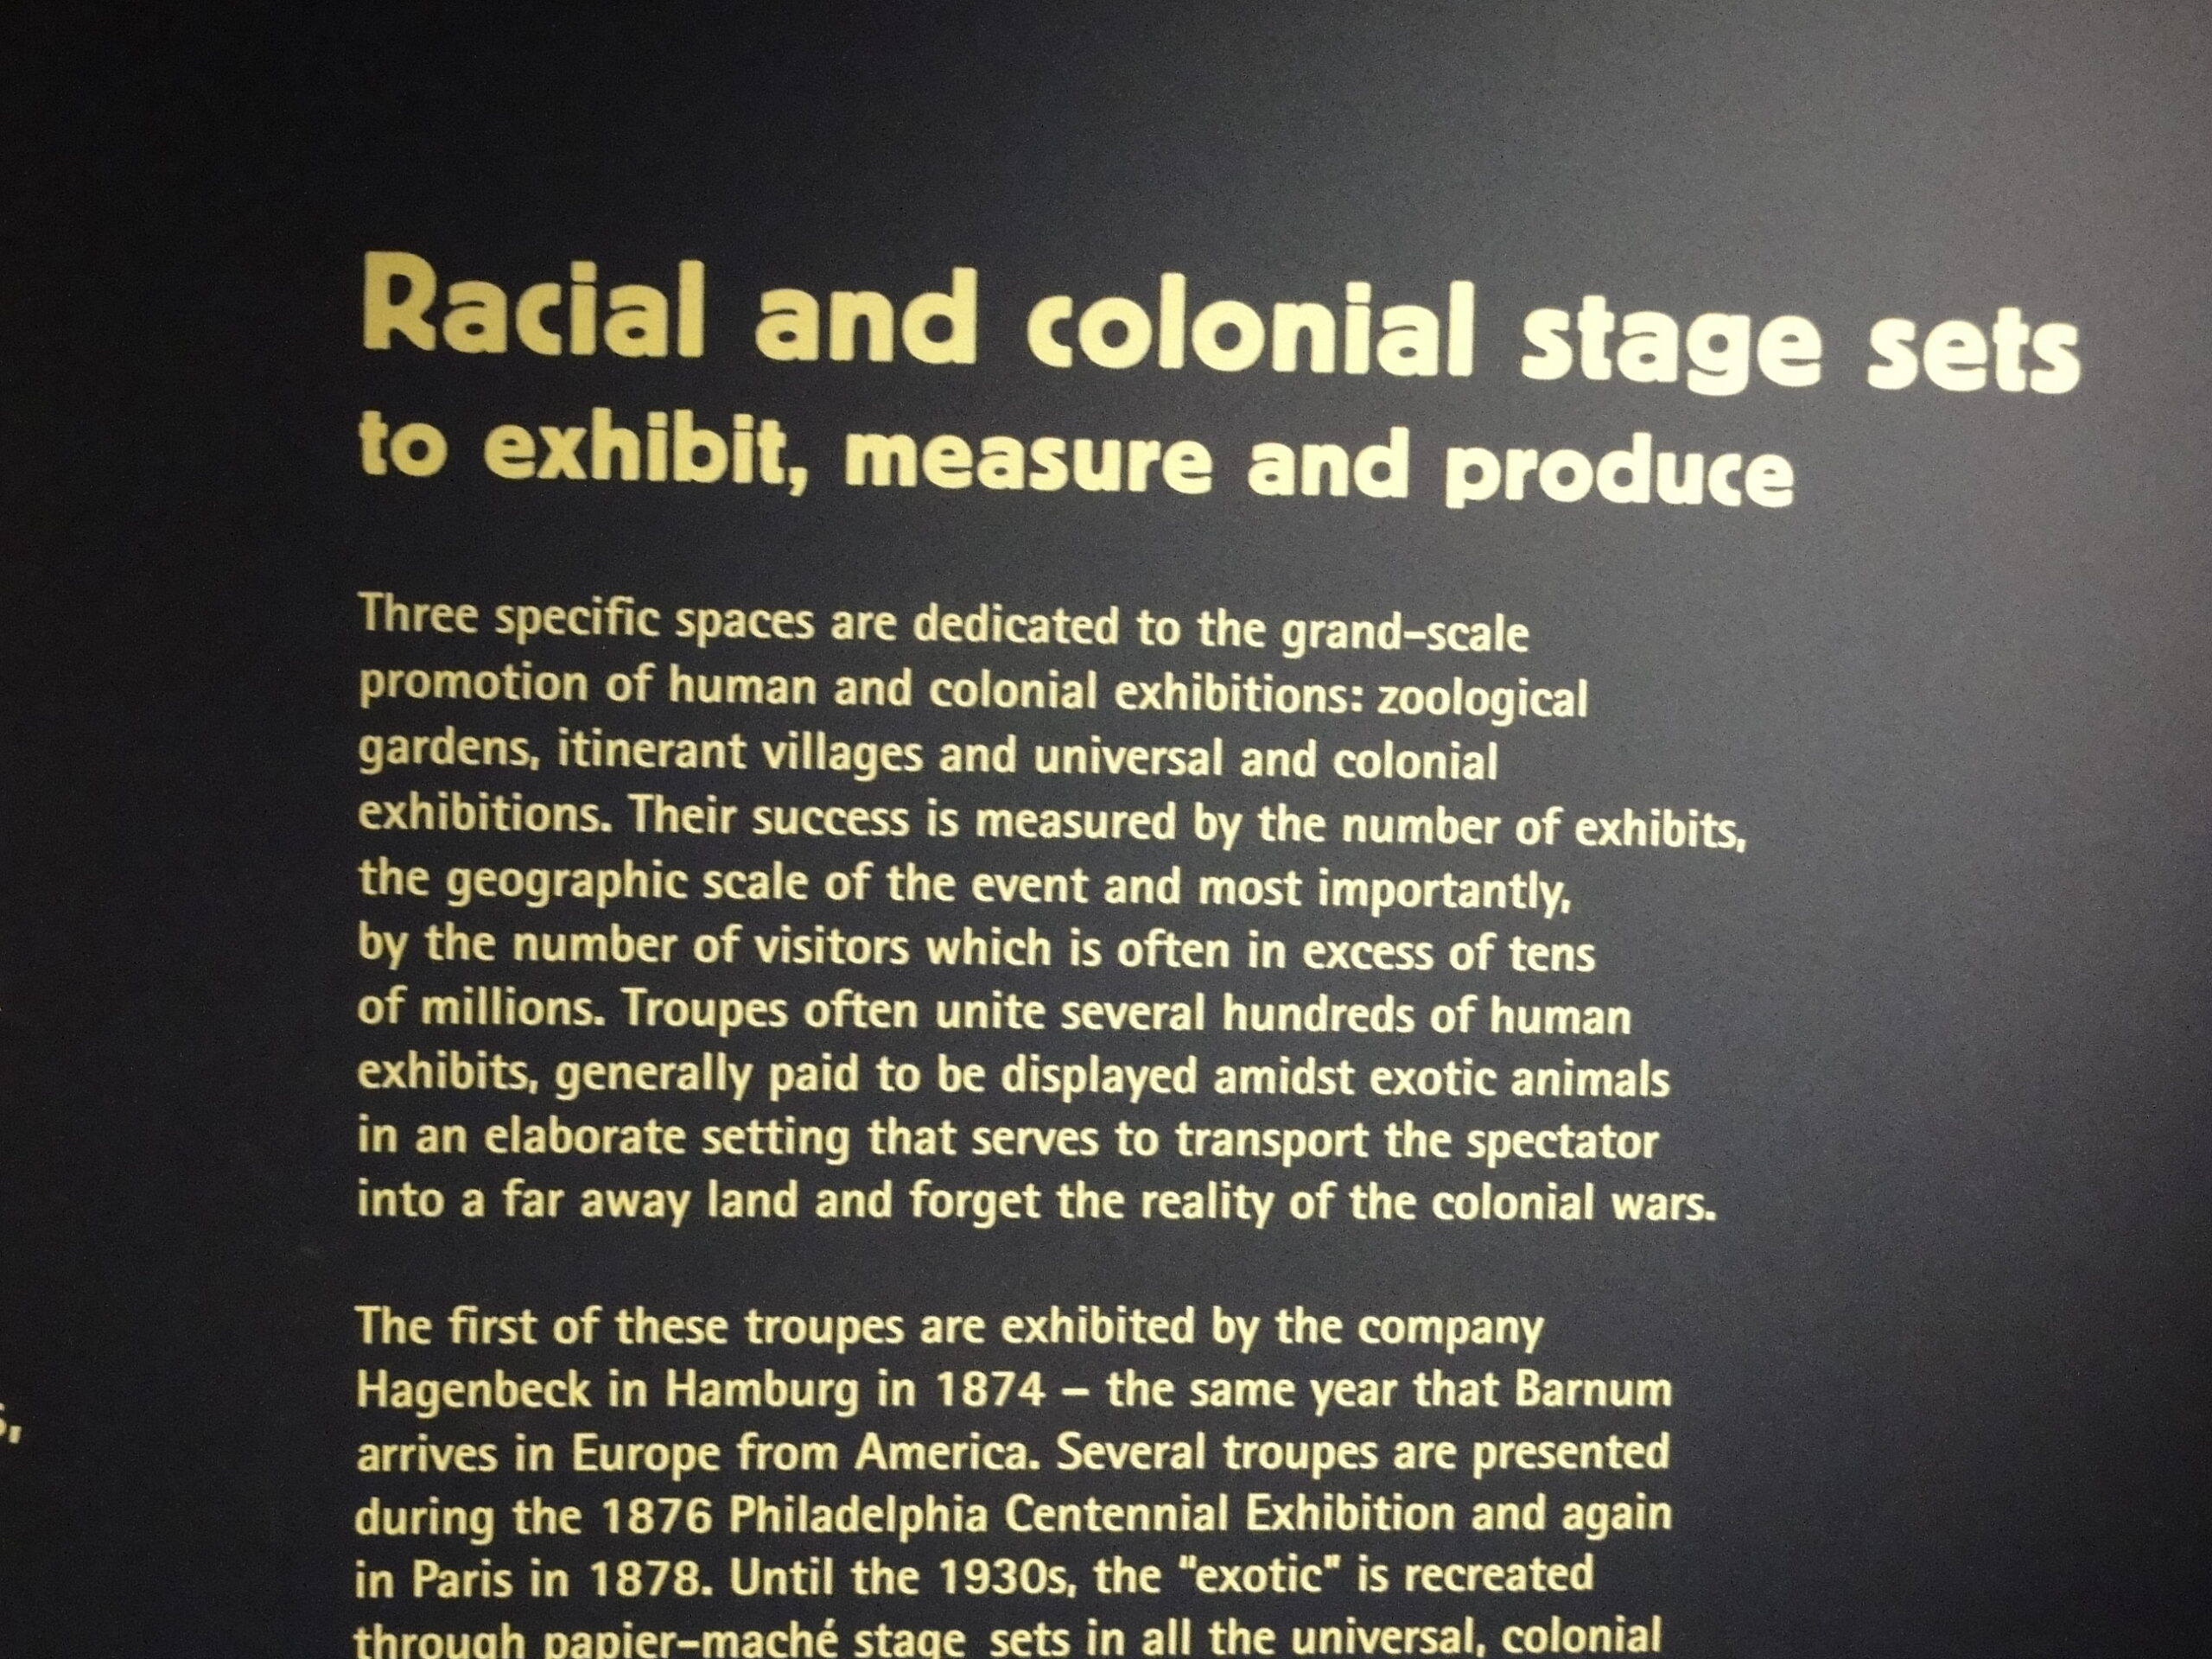 Racial and colonial stage sets
to exhibit, measure and produce
Three specific spaces are dedicated to the grand-scale
promotion of human and colonial exhibitions: zoological
gardens, itinerant villages and universal and colonial
exhibitions. Their success is measured by the number of exhibits,
the geographic scale of the event and most importantly,
by the number of visitors which is often in excess of tens
of millions. Troupes often unite several hundreds of human
exhibits, generally paid to be displayed amidst exotic animals
in an elaborate setting that serves to transport the spectator
into a far away land and forget the reality of the colonial wars.
The first of these troupes are exhibited by the company
Hagenbeck in Hamburg in 1874 – the same year that Barnum
arrives in Europe from America. Several troupes are presented
during the 1876 Philadelphia Centennial Exhibition and again
in Paris in 1878. Until the 1930s, the "exotic" is recreated
through papier-maché stage sets in all the universal, colonial